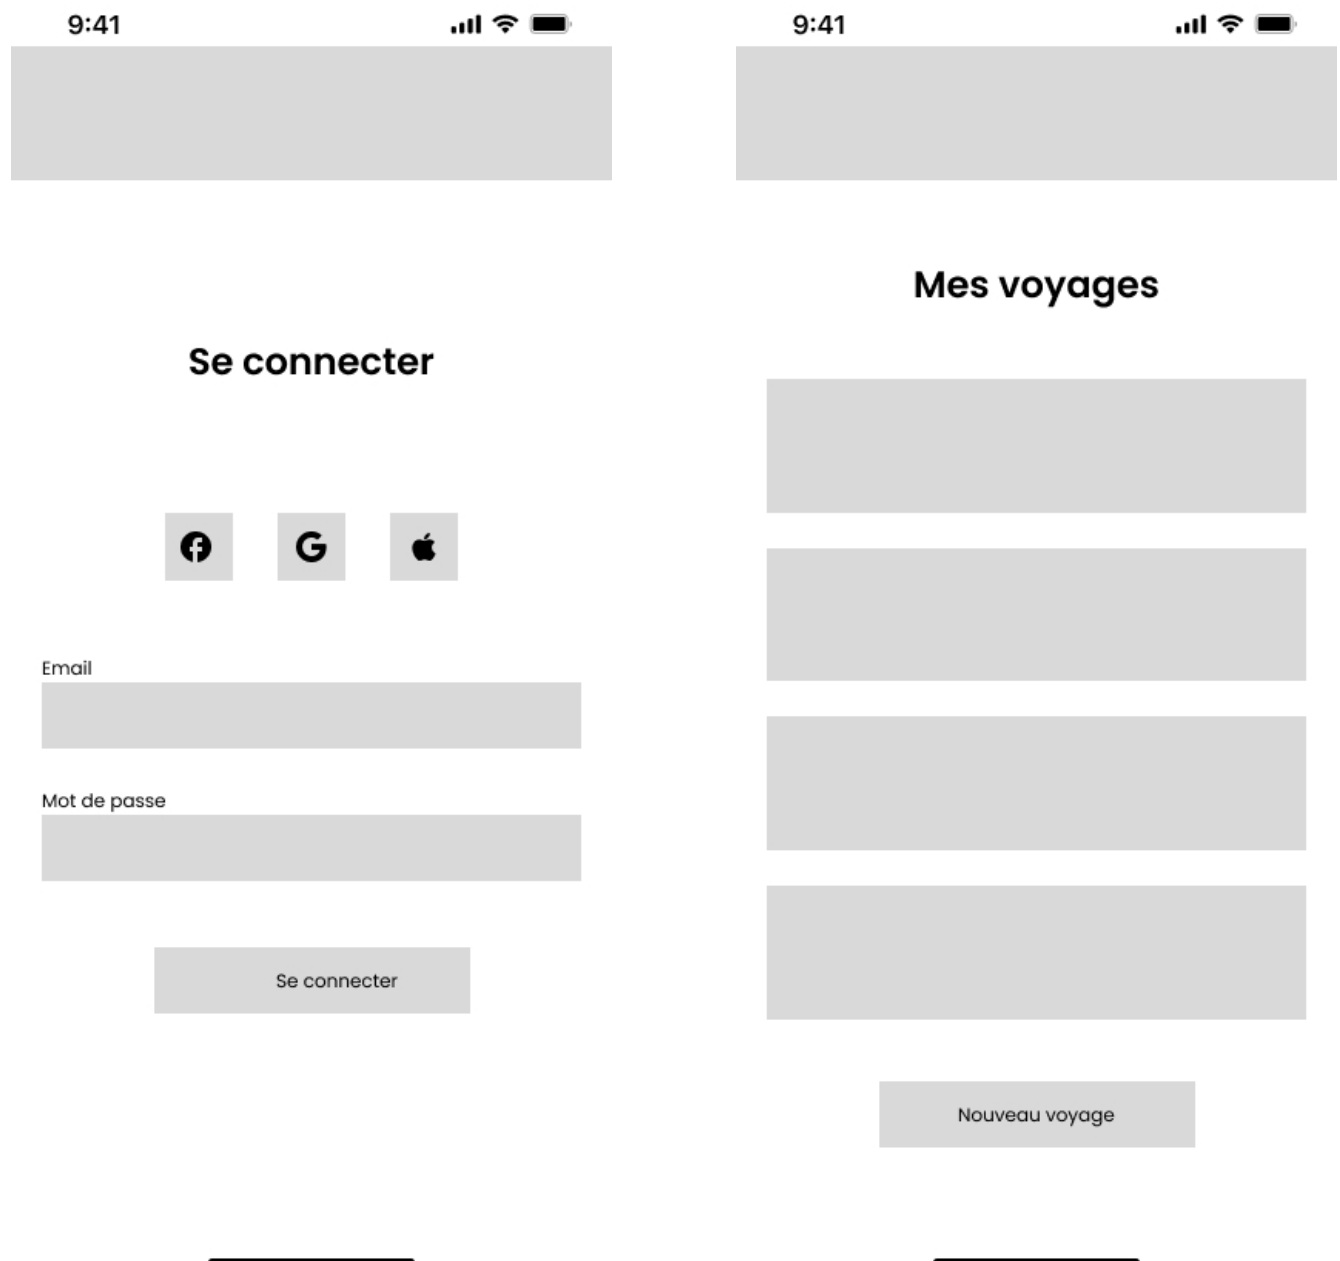 9:41
Se connecter
Email
Mot de passe
Se connecter
9:41
Mes voyages
Nouveau voyage